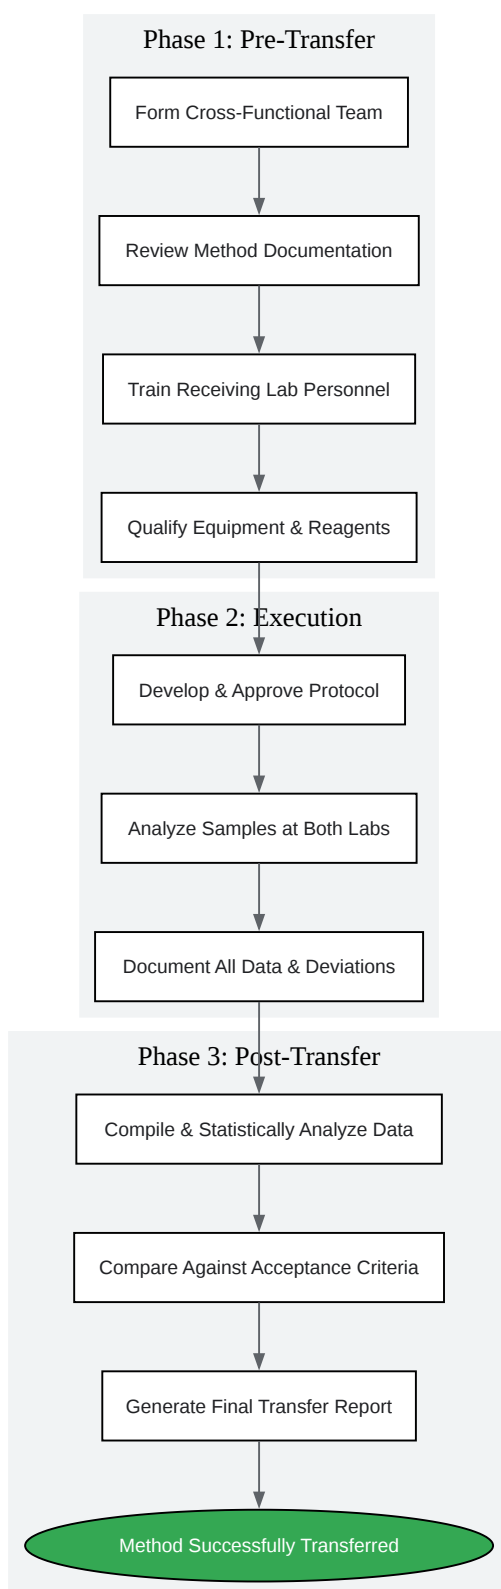 Phase 1: Pre-Transfer
Form Cross-Functional Team
Review Method Documentation
Train Receiving Lab Personnel
Qualify Equipment & Reagents
Phase 2: Execution
Develop & Approve Protocol
Analyze Samples at Both Labs
Document All Data & Deviations
Phase 3: Post-Transfer
Compile & Statistically Analyze Data
Compare Against Acceptance Criteria
Generate Final Transfer Report
Method Successfully Transferred